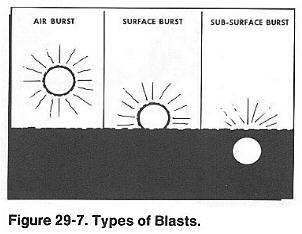 AIR BURST
SURFACE BURST
SUB-SURFACE BURST
Figure 29-7. Types of Blasts.